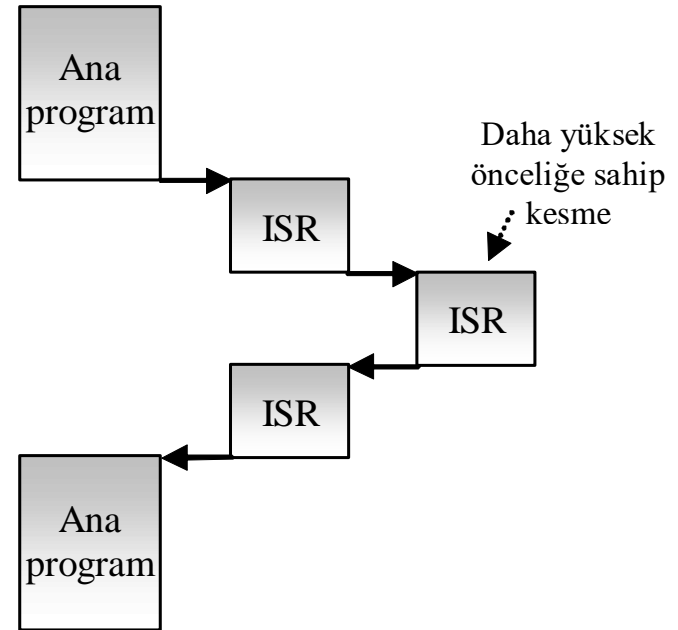 Ana
program
ISR
Daha yüksek
önceliğe sahip
kesme
ISR
ISR
Ana
program